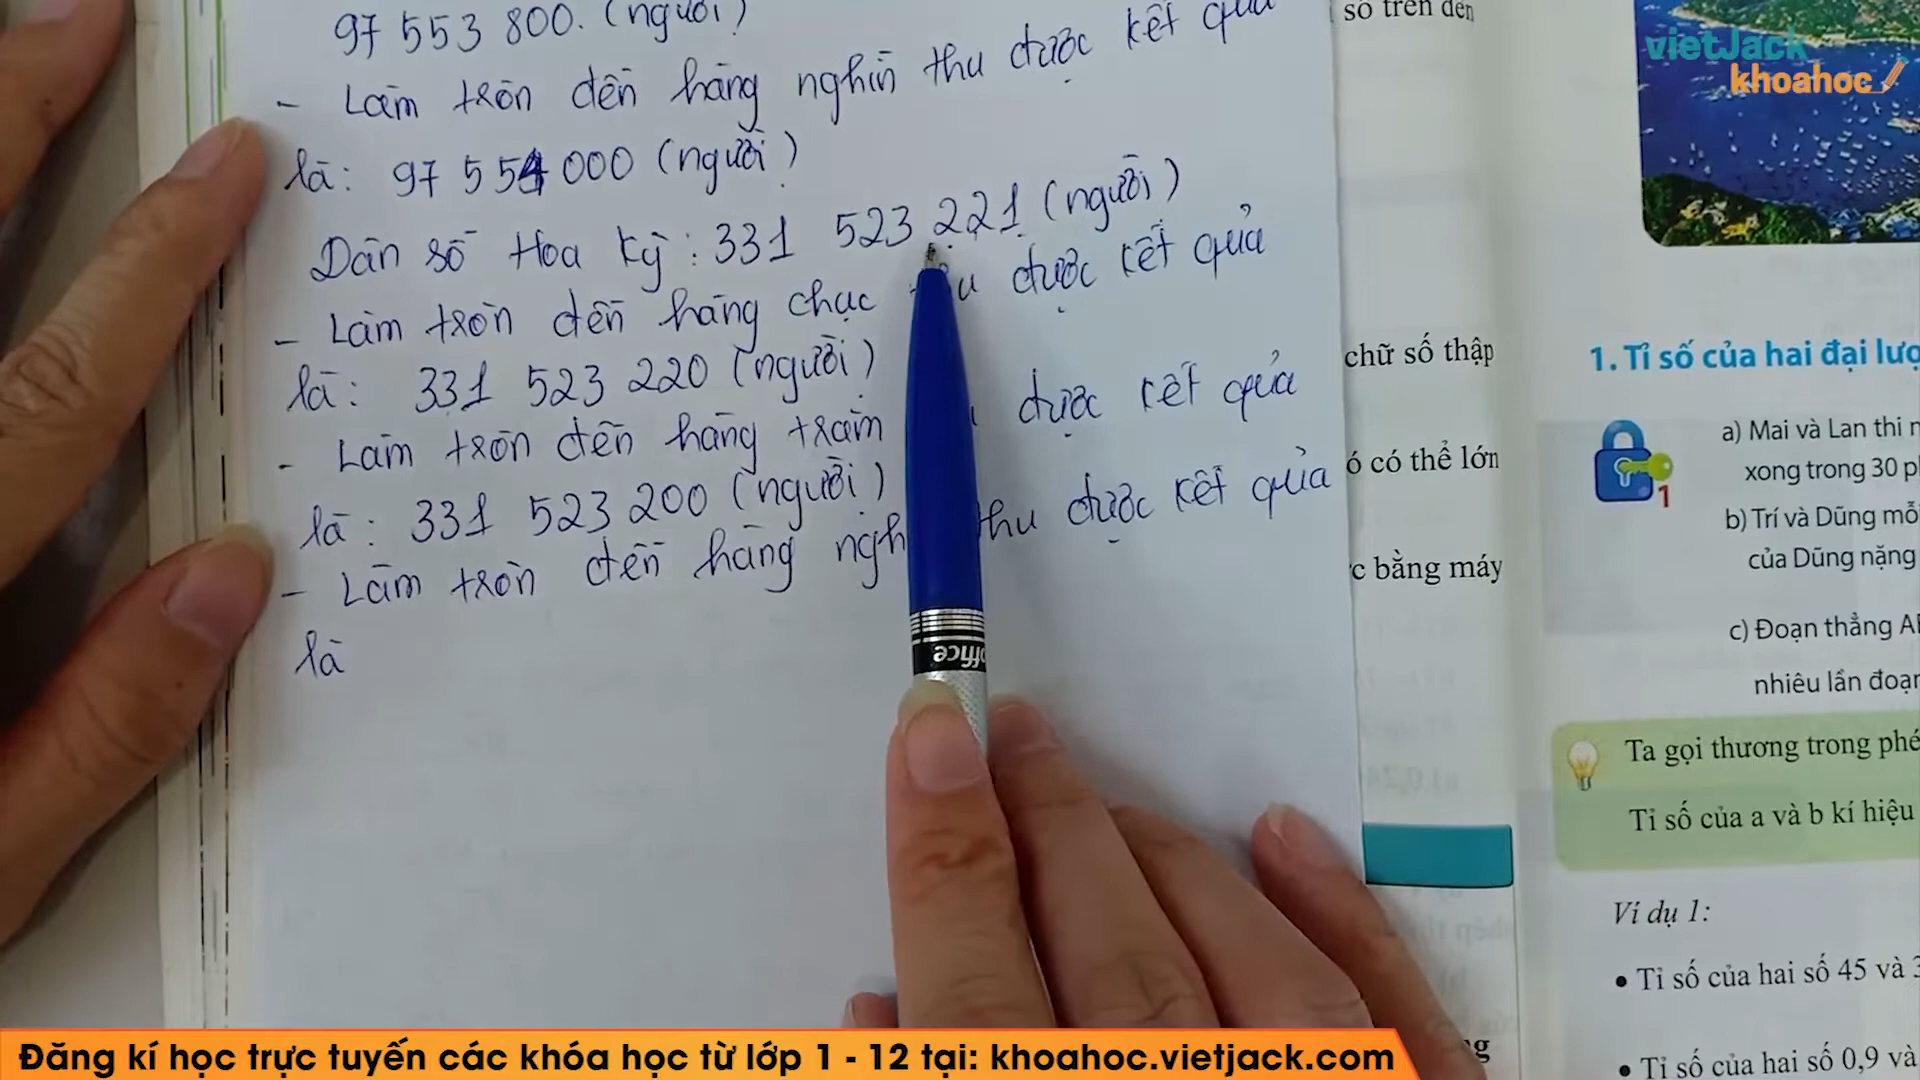 97 553 800. (người)
- Làm tròn đến hàng nghìn thu được kết quả
là: 97 554 000 (người)
Dân số Hoa Kỳ: 331 523 221 (người)
- Làm tròn đến hàng chục thu được kết quả
là: 331 523 220 (người)
- Làm tròn đến hàng trăm được kết quả
là: 331 523 200 (người)
- Làm tròn đến hàng ngh thu được kết quả
là
số trên đến
chữ số thập
ó có thể lớn
c bằng máy
vietJack
khoahoc
1. Tỉ số của hai đại lượ
a) Mai và Lan thi
xong trong 30 p
1
b) Trí và Dũng mỗ
của Dũng nặng
c) Đoạn thẳng A
nhiêu lần đoạn
Ta gọi thương trong phé
Tỉ số của a và b kí hiệu
Ví dụ 1:
• Tỉ số của hai số 45 và 3
• Tỉ số của hai số 0,9 và
office
Đăng kí học trực tuyến các khóa học từ lớp 1 - 12 tại: khoahoc.vietjack.com